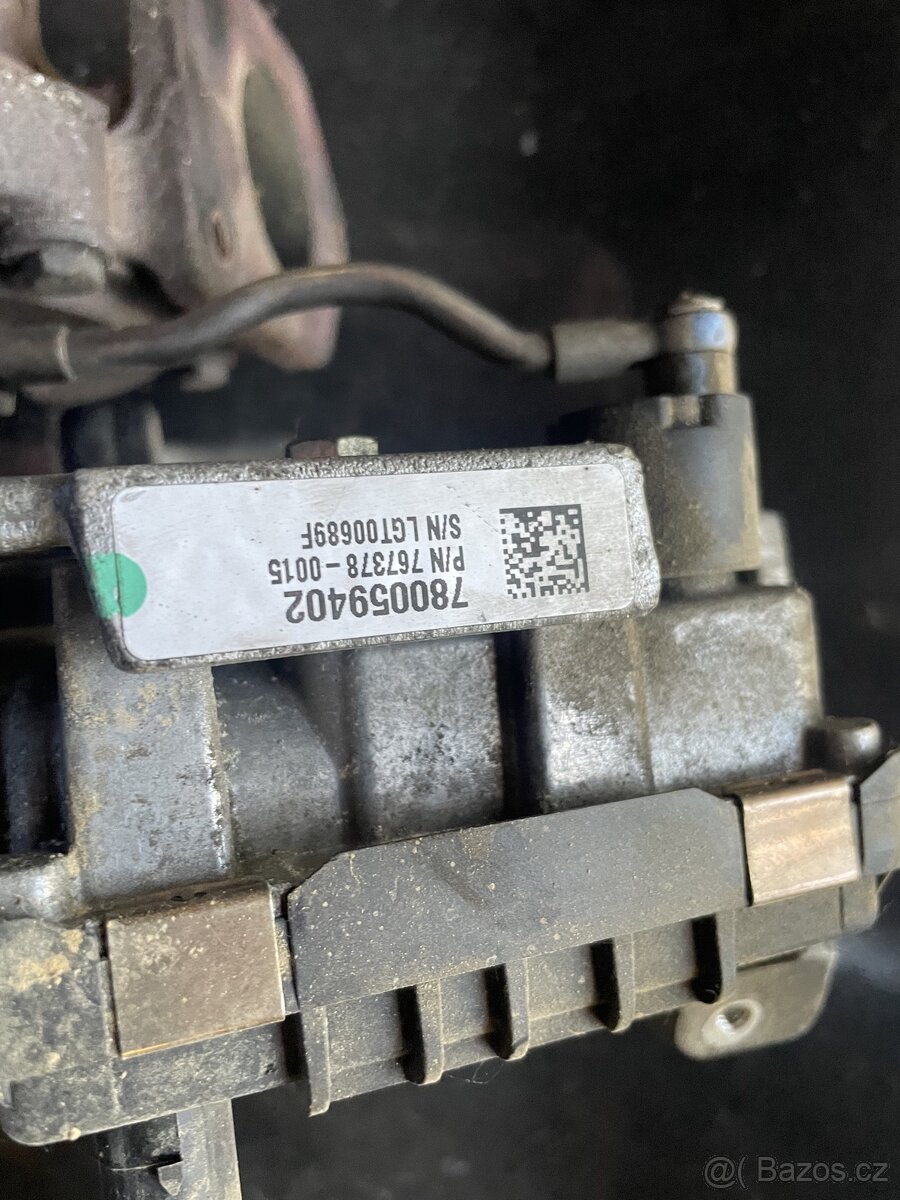 780059402
P/N 767378-0015
S/N LGT00689F
@( Bazos.cz